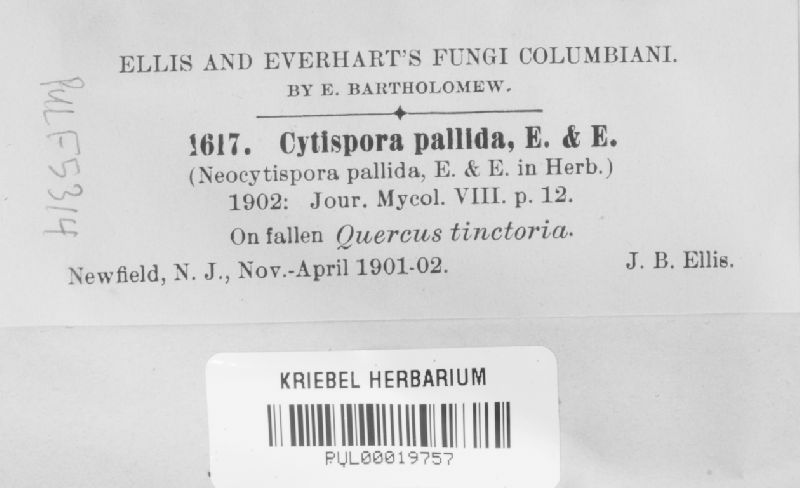 ELLIS AND EVERHART'S FUNGI COLUMBIANI.
BY E. BARTHOLOMEW.
1617. Cytispora pallida, E. & E.
(Neocytispora pallida, E. & E. in Herb.)
1902: Jour. Mycol. VIII. p. 12.
On fallen Quercus tinctoria.
Newfield, N. J., Nov.-April 1901-02. J. B. Ellis.
PUL F5314
KRIEBEL HERBARIUM
PUL00019757